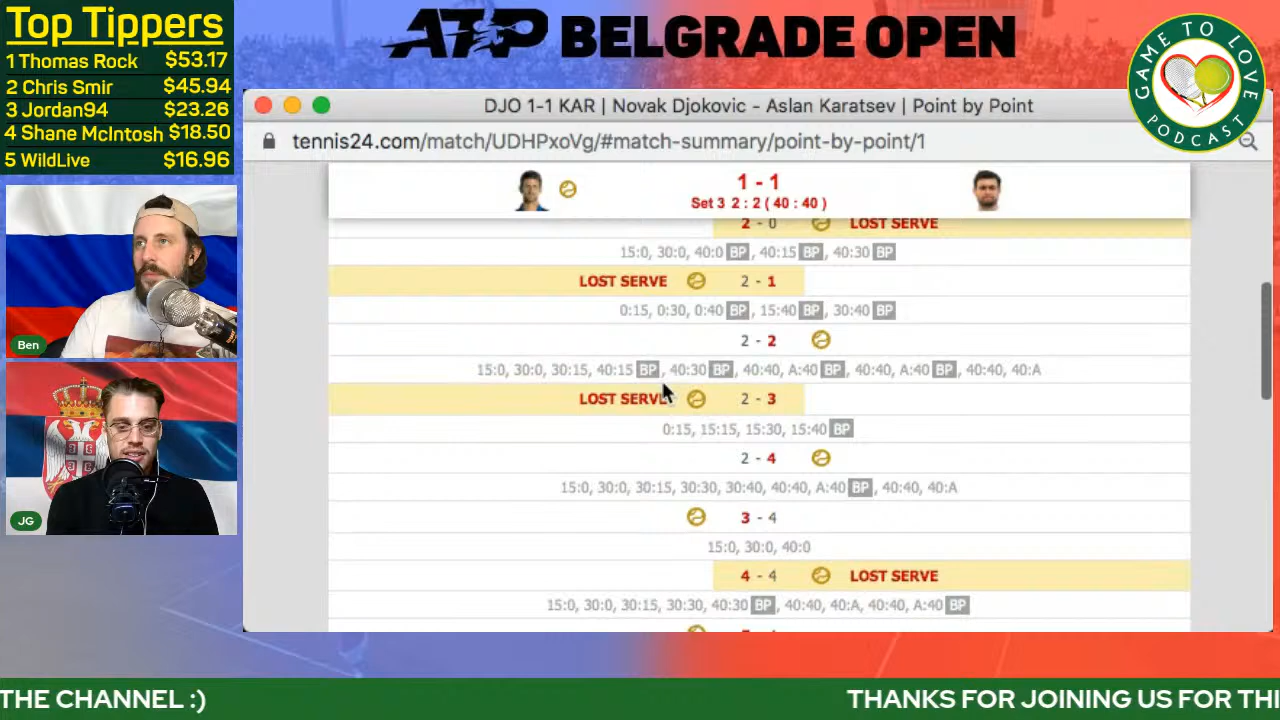 Top Tippers
1 Thomas Rock $53.17
2 Chris Smir $45.94
3 Jordan94 $23.26
4 Shane McIntosh $18.50
5 WildLive $16.96
ATP BELGRADE OPEN
GAME TO LOVE
PODCAST
DJO 1-1 KAR | Novak Djokovic - Aslan Karatsev | Point by Point
tennis24.com/match/UDHPxoVg/#match-summary/point-by-point/1
1 - 1
Set 3 2 : 2 ( 40 : 40 )
2 - 0 LOST SERVE
15:0, 30:0, 40:0 BP , 40:15 BP , 40:30 BP
LOST SERVE 2 - 1
0:15, 0:30, 0:40 BP , 15:40 BP , 30:40 BP
2 - 2
15:0, 30:0, 30:15, 40:15 BP , 40:30 BP , 40:40, A:40 BP , 40:40, A:40 BP , 40:40, 40:A
LOST SERVE 2 - 3
0:15, 15:15, 15:30, 15:40 BP
2 - 4
15:0, 30:0, 30:15, 30:30, 30:40, 40:40, A:40 BP , 40:40, 40:A
3 - 4
15:0, 30:0, 40:0
4 - 4 LOST SERVE
15:0, 30:0, 30:15, 30:30, 40:30 BP , 40:40, 40:A, 40:40, A:40 BP
Ben
JG
THE CHANNEL :) THANKS FOR JOINING US FOR THI